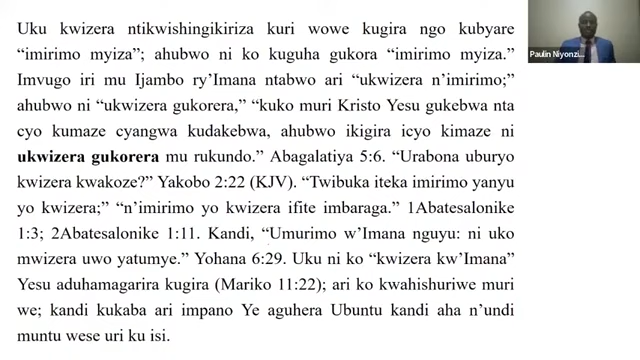 Uku kwizera ntikwishingikiriza kuri wowe kugira ngo kubyare
“imirimo myiza”; ahubwo ni ko kuguha gukora “imirimo myiza.”
Imvugo iri mu Ijambo ry’Imana ntabwo ari “ukwizera n’imirimo;”
ahubwo ni “ukwizera gukorera,” “kuko muri Kristo Yesu gukebwa nta
cyo kumaze cyangwa kudakebwa, ahubwo ikigira icyo kimaze ni
ukwizera gukorera mu rukundo.” Abagalatiya 5:6. “Urabona uburyo
kwizera kwakoze?” Yakobo 2:22 (KJV). “Twibuka iteka imirimo yanyu
yo kwizera;” “n’imirimo yo kwizera ifite imbaraga.” 1Abatesalonike
1:3; 2Abatesalonike 1:11. Kandi, “Umurimo w’Imana nguyu: ni uko
mwizera uwo yatumye.” Yohana 6:29. Uku ni ko “kwizera kw’Imana”
Yesu aduhamagarira kugira (Mariko 11:22); ari ko kwahishuriwe muri
we; kandi kukaba ari impano Ye aguhera Ubuntu kandi aha n’undi
muntu wese uri ku isi.
Paulin Niyonzi...